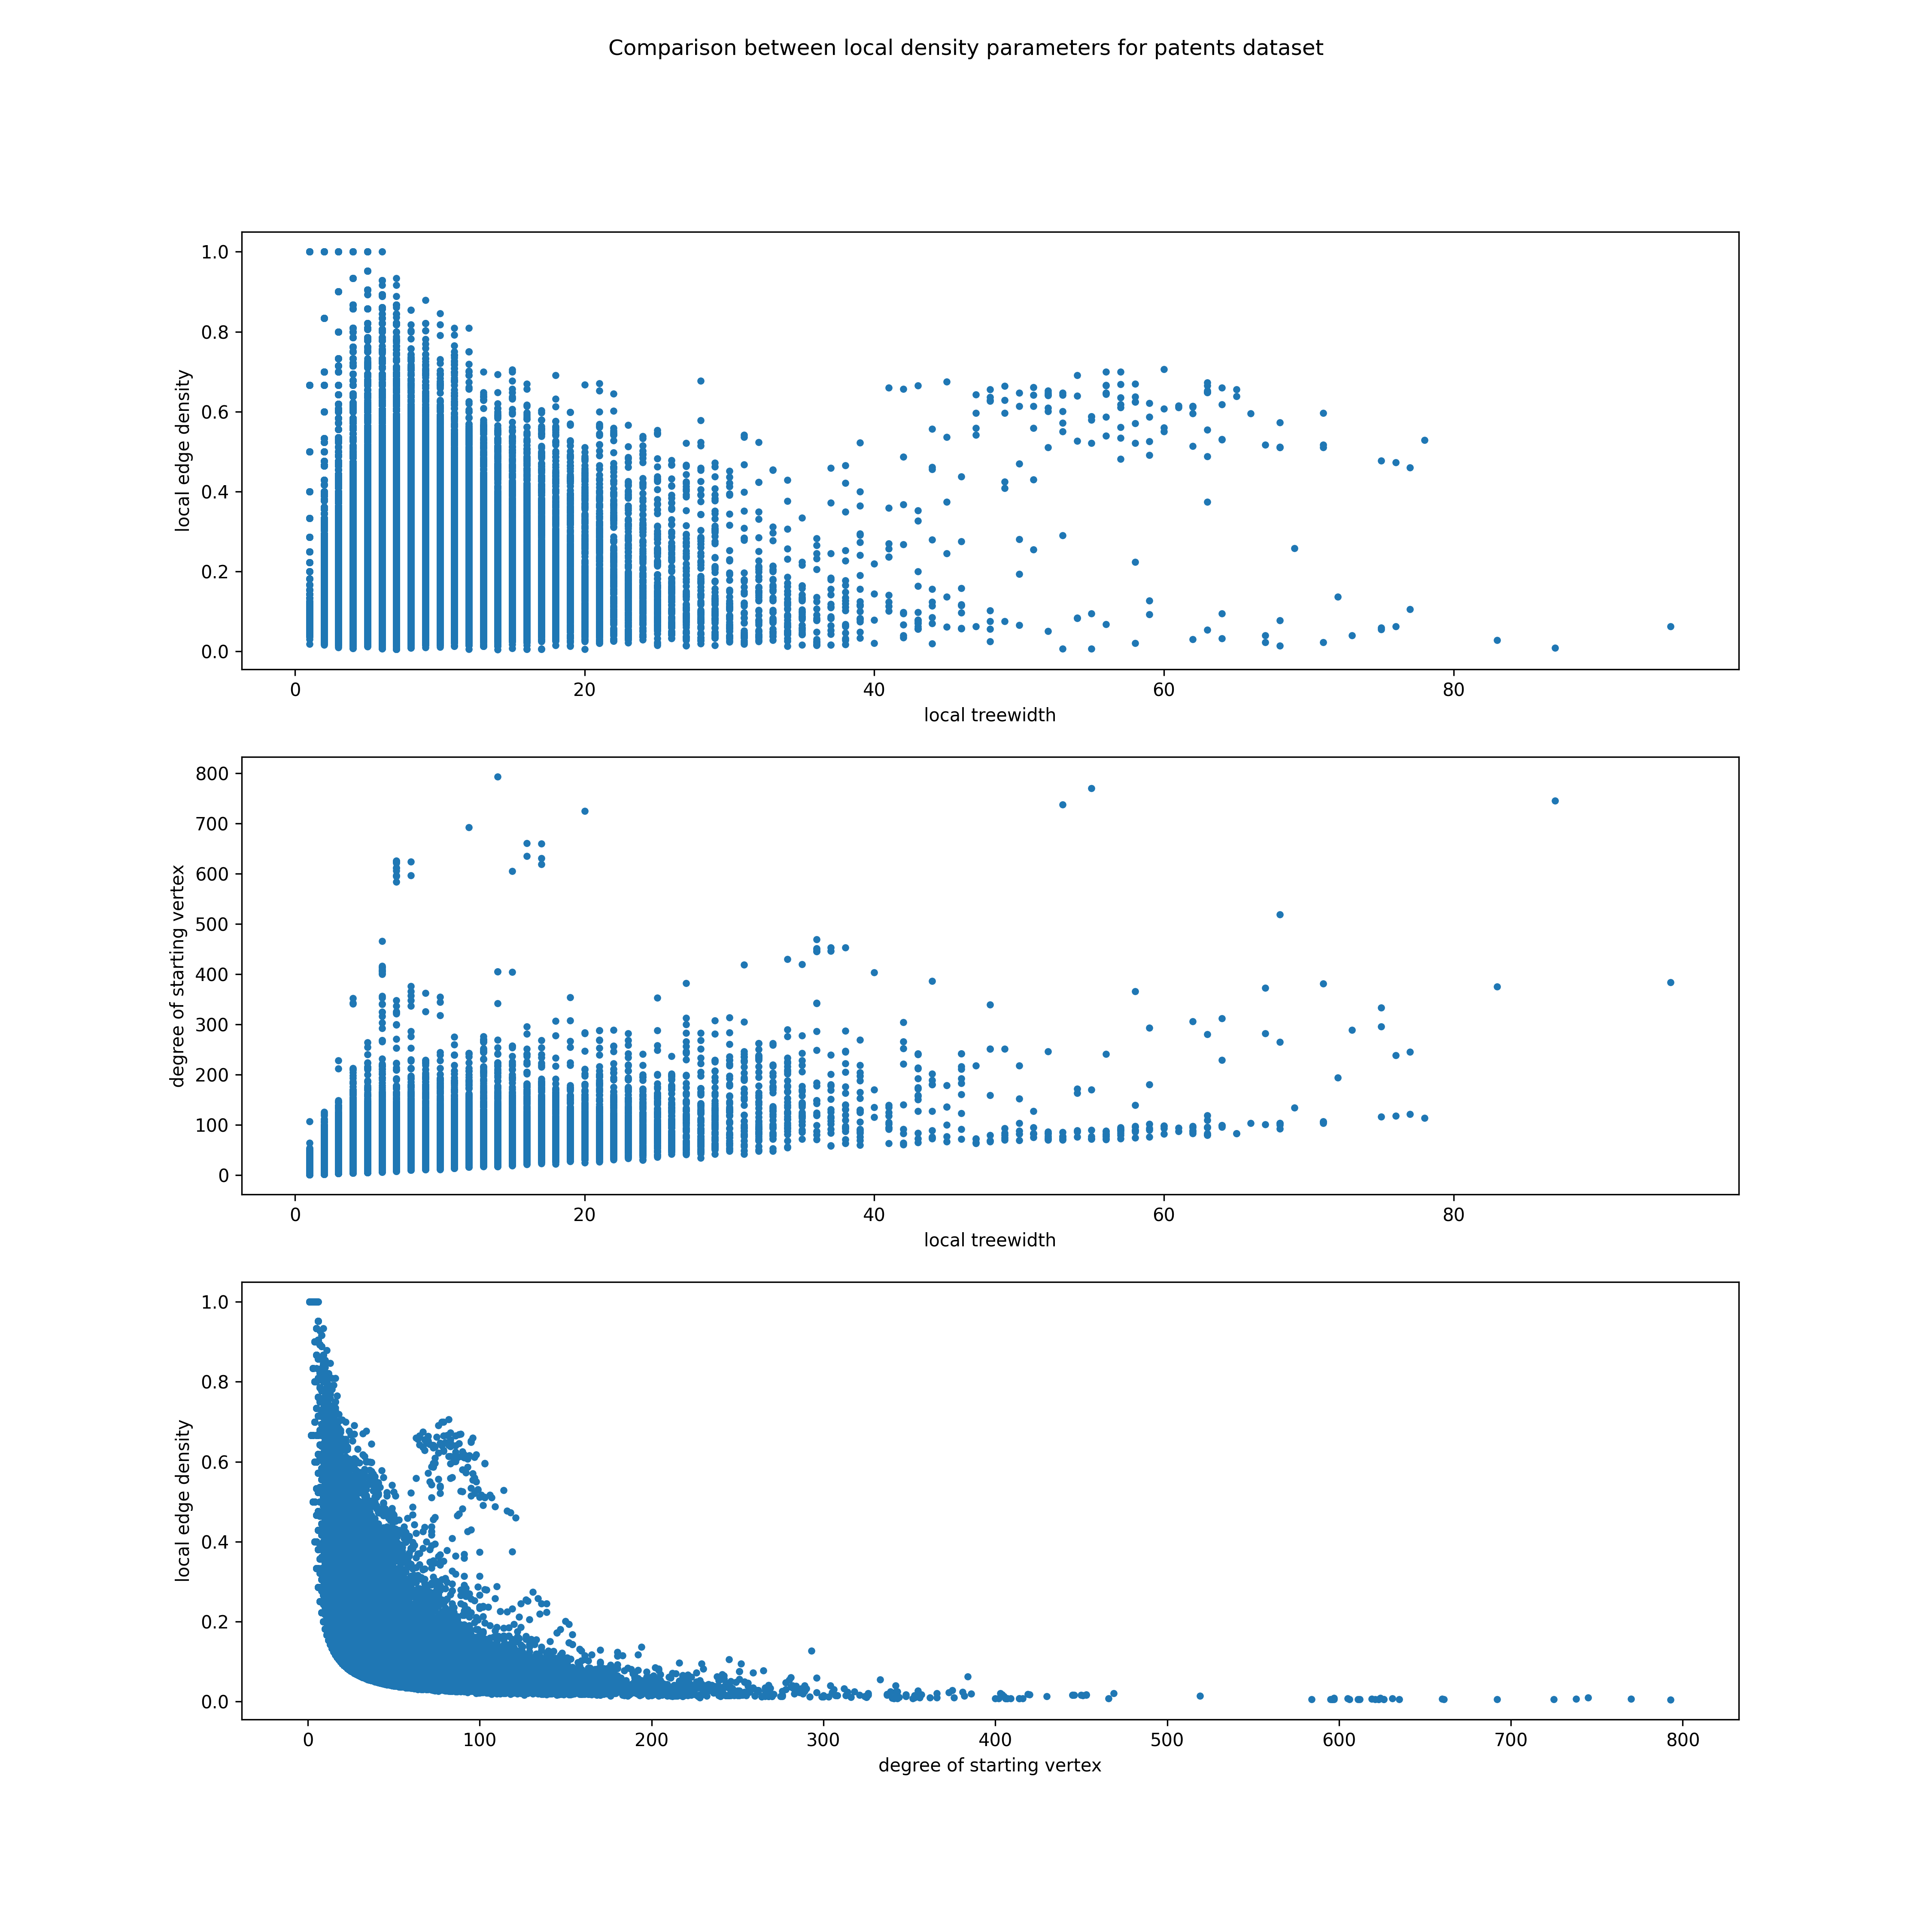 Comparison between local density parameters for patents dataset
1.0
0.8
0.6
0.4
0.2
0.0
local edge density
0 20 40 60 80
local treewidth
800
700
600
500
400
300
200
100
0
degree of starting vertex
0 20 40 60 80
local treewidth
1.0
0.8
0.6
0.4
0.2
0.0
local edge density
0 100 200 300 400 500 600 700 800
degree of starting vertex